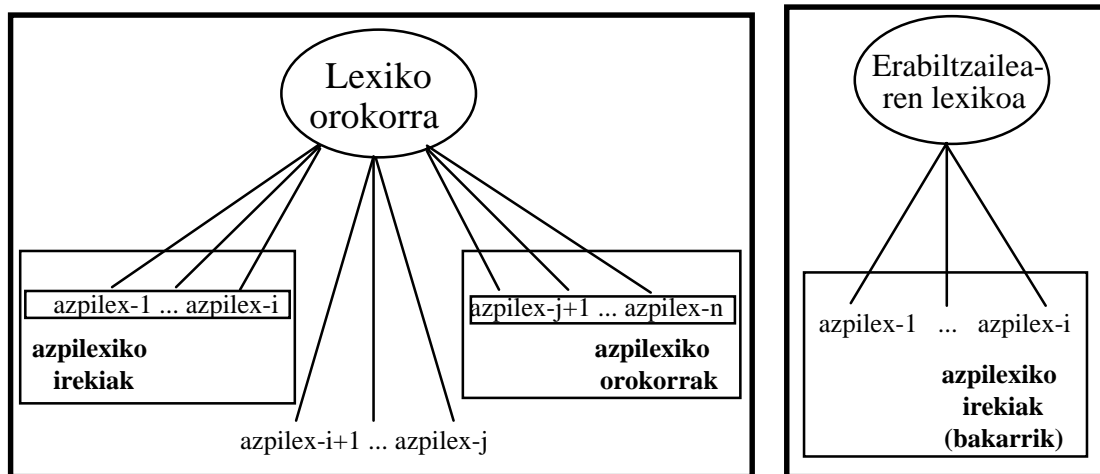 Lexiko
orokorra
azpilex-1 ... azpilex-i
azpilexiko
irekiak
azpilex-j+1 ... azpilex-n
azpilexiko
orokorrak
azpilex-i+1 ... azpilex-j
Erabiltzailea-
ren lexikoa
azpilex-1 ... azpilex-i
azpilexiko
irekiak
(bakarrik)